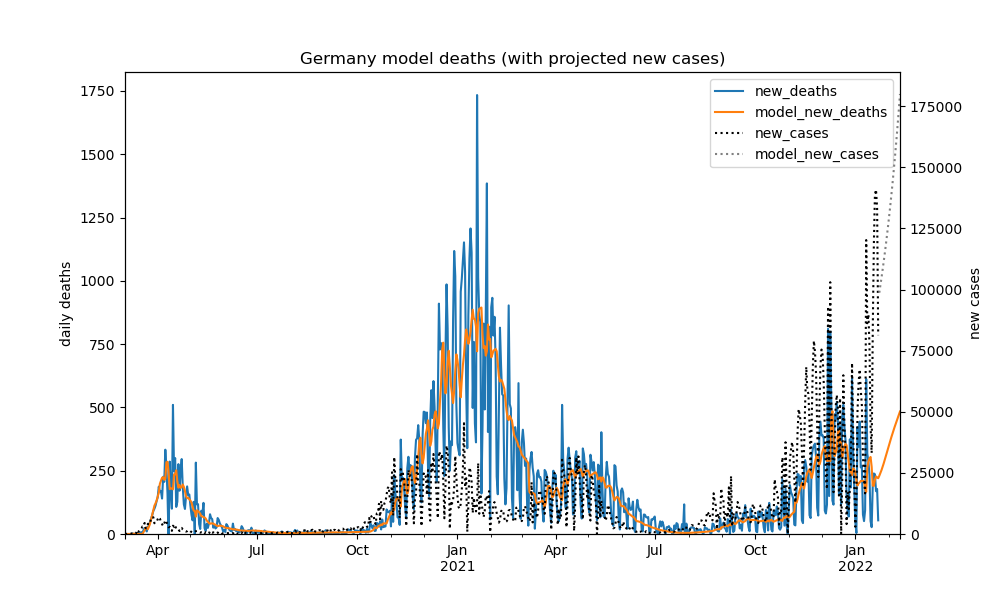 Germany model deaths (with projected new cases)
new_deaths
model_new_deaths
new_cases
model_new_cases
daily deaths
1750
1500
1250
1000
750
500
250
0
175000
150000
125000
100000
75000
50000
25000
0
new cases
Apr Jul Oct Jan Apr Jul Oct Jan
2021 2022